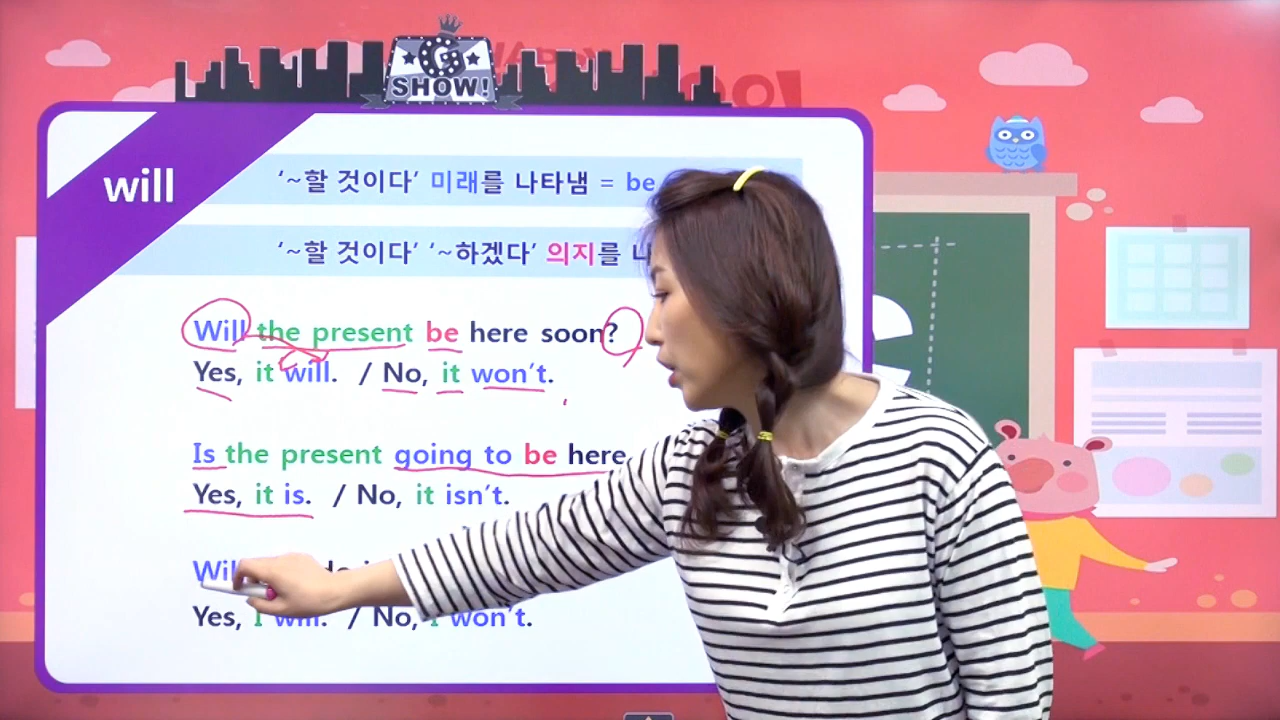 G
SHOW!
will
‘~할 것이다’ 미래를 나타냄 = be
‘~할 것이다’ ‘~하겠다’ 의지를
Will the present be here soon?
Yes, it will. / No, it won’t.
Is the present going to be here
Yes, it is. / No, it isn’t.
Yes, I will. / No, I won’t.